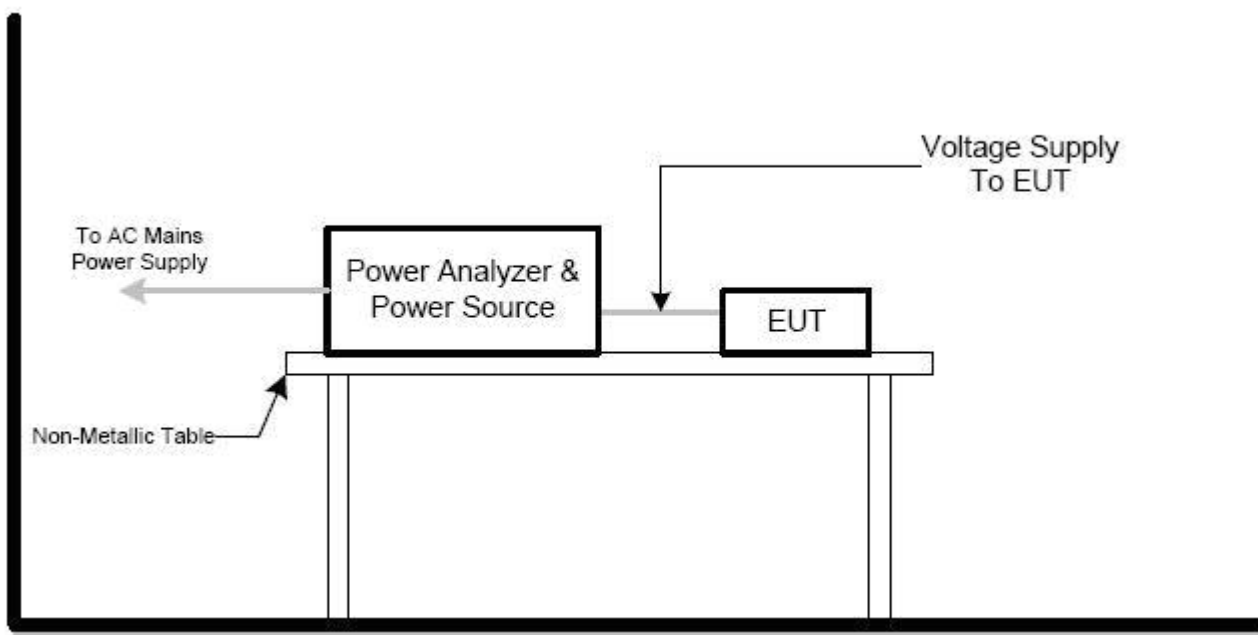 Voltage Supply
To EUT
To AC Mains
Power Supply
Power Analyzer &
Power Source
EUT
Non-Metallic Table